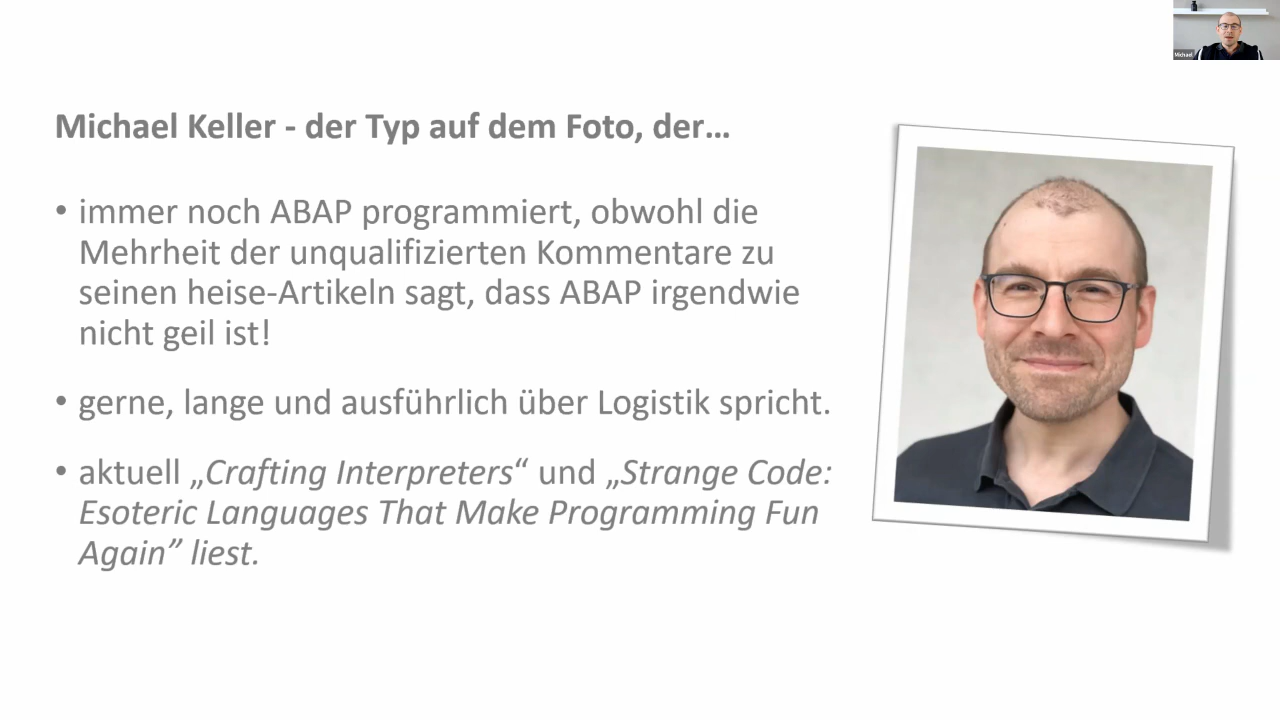 Michael
Michael Keller - der Typ auf dem Foto, der…
• immer noch ABAP programmiert, obwohl die
Mehrheit der unqualifizierten Kommentare zu
seinen heise-Artikeln sagt, dass ABAP irgendwie
nicht geil ist!
• gerne, lange und ausführlich über Logistik spricht.
• aktuell „Crafting Interpreters“ und „Strange Code:
Esoteric Languages That Make Programming Fun
Again” liest.